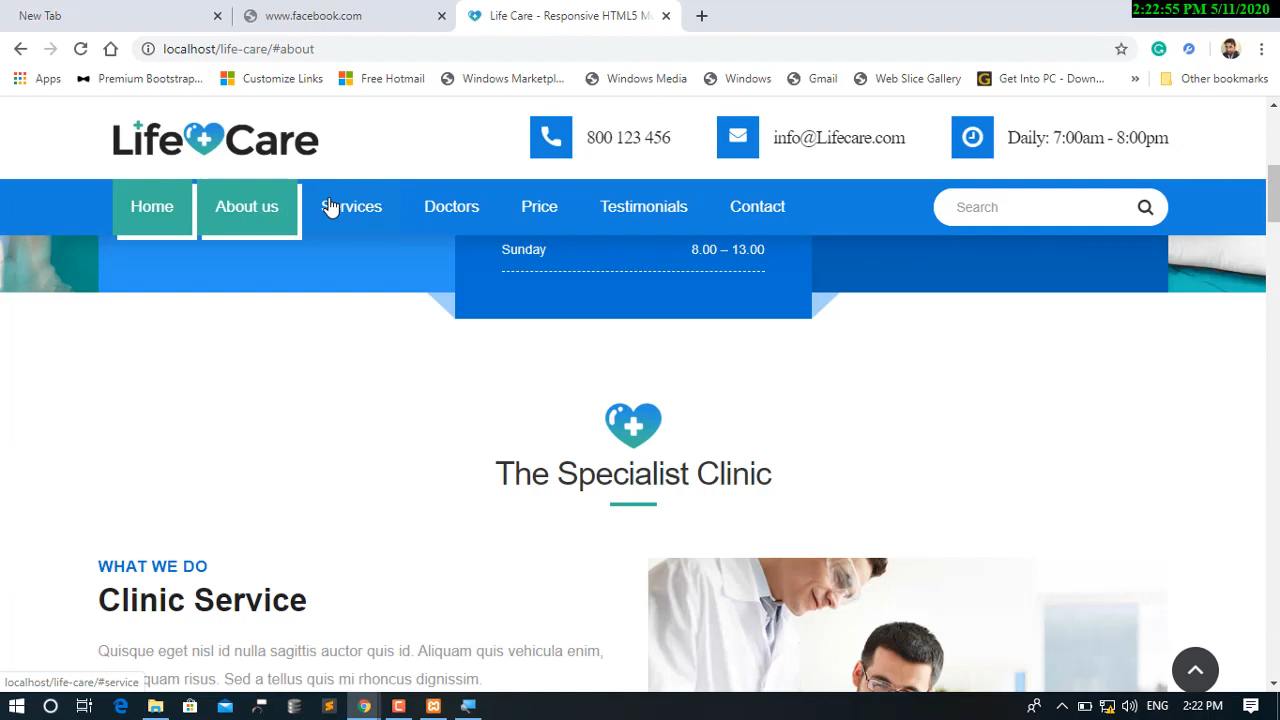 2:22:55 PM 5/11/2020
New Tab
www.facebook.com
Life Care - Responsive HTML5 Mu
localhost/life-care/#about
Apps
Premium Bootstrap...
Customize Links
Free Hotmail
Windows Marketpl...
Windows Media
Windows
Gmail
Web Slice Gallery
Get Into PC - Down...
»
Other bookmarks
Life Care
800 123 456
info@Lifecare.com
Daily: 7:00am - 8:00pm
Home
About us
Services
Doctors
Price
Testimonials
Contact
Search
Sunday 8.00 – 13.00
The Specialist Clinic
WHAT WE DO
Clinic Service
Quisque eget nisl id nulla sagittis auctor quis id. Aliquam quis vehicula enim,
quam risus. Sed a tellus quis mi rhoncus dignissim.
localhost/life-care/#service
ENG
2:22 PM